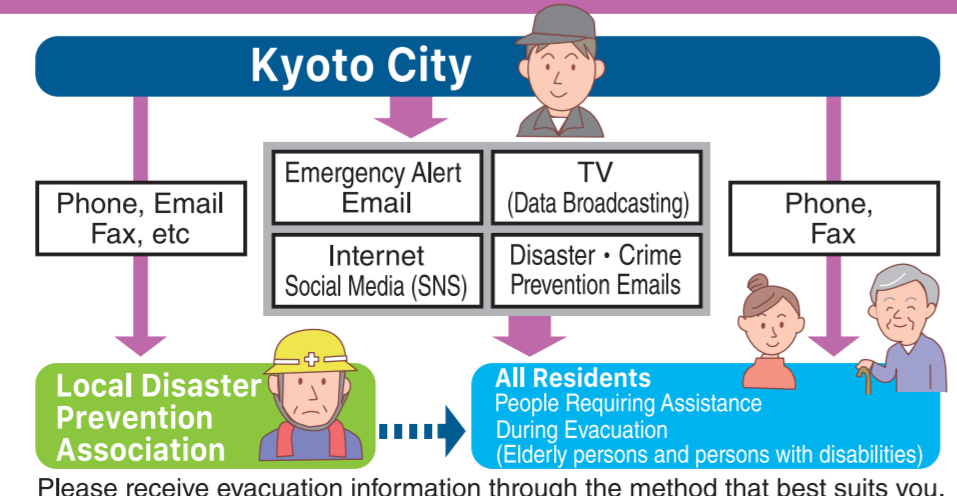 Kyoto City
Phone, Email
Fax, etc
Emergency Alert
Email
TV
(Data Broadcasting)
Internet
Social Media (SNS)
Disaster・Crime
Prevention Emails
Phone,
Fax
Local Disaster
Prevention
Association
All Residents
People Requiring Assistance
During Evacuation
(Elderly persons and persons with disabilities)
Please receive evacuation information through the method that best suits you.